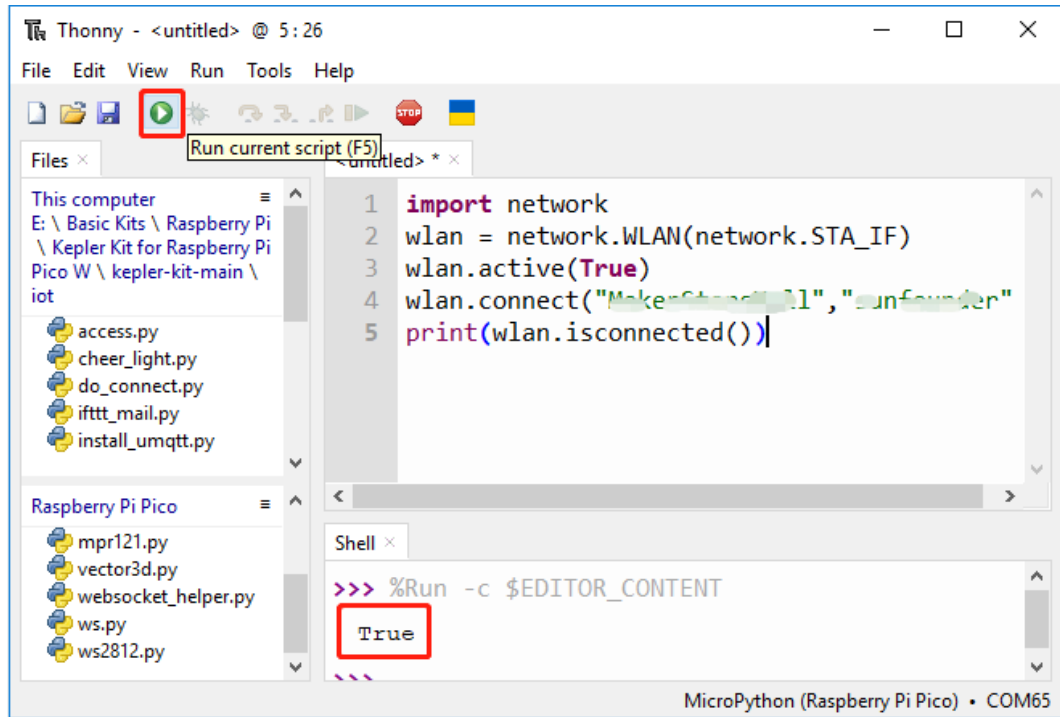 Thonny - <untitled> @ 5:26
File Edit View Run Tools Help
STOP
Run current script (F5)
Files
<untitled> *
This computer
E: \ Basic Kits \ Raspberry Pi
\ Kepler Kit for Raspberry Pi
Pico W \ kepler-kit-main \
iot
access.py
cheer_light.py
do_connect.py
ifttt_mail.py
install_umqtt.py
Raspberry Pi Pico
mpr121.py
vector3d.py
websocket_helper.py
ws.py
ws2812.py
1 import network
2 wlan = network.WLAN(network.STA_IF)
3 wlan.active(True)
4 wlan.connect("
5 print(wlan.isconnected())
Shell
>>> %Run -c $EDITOR_CONTENT
True
>>>
MicroPython (Raspberry Pi Pico) • COM65